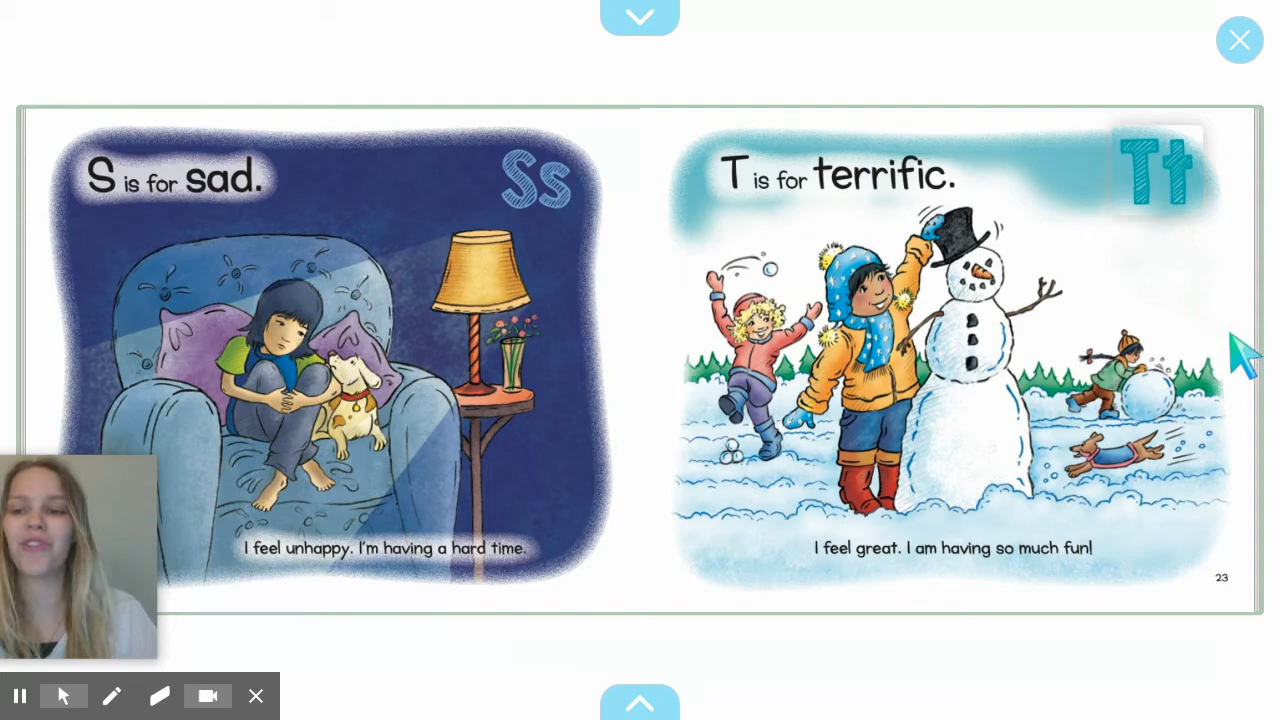 S is for sad.
Ss
I feel unhappy. I'm having a hard time.
T is for terrific.
Tt
I feel great. I am having so much fun!
23